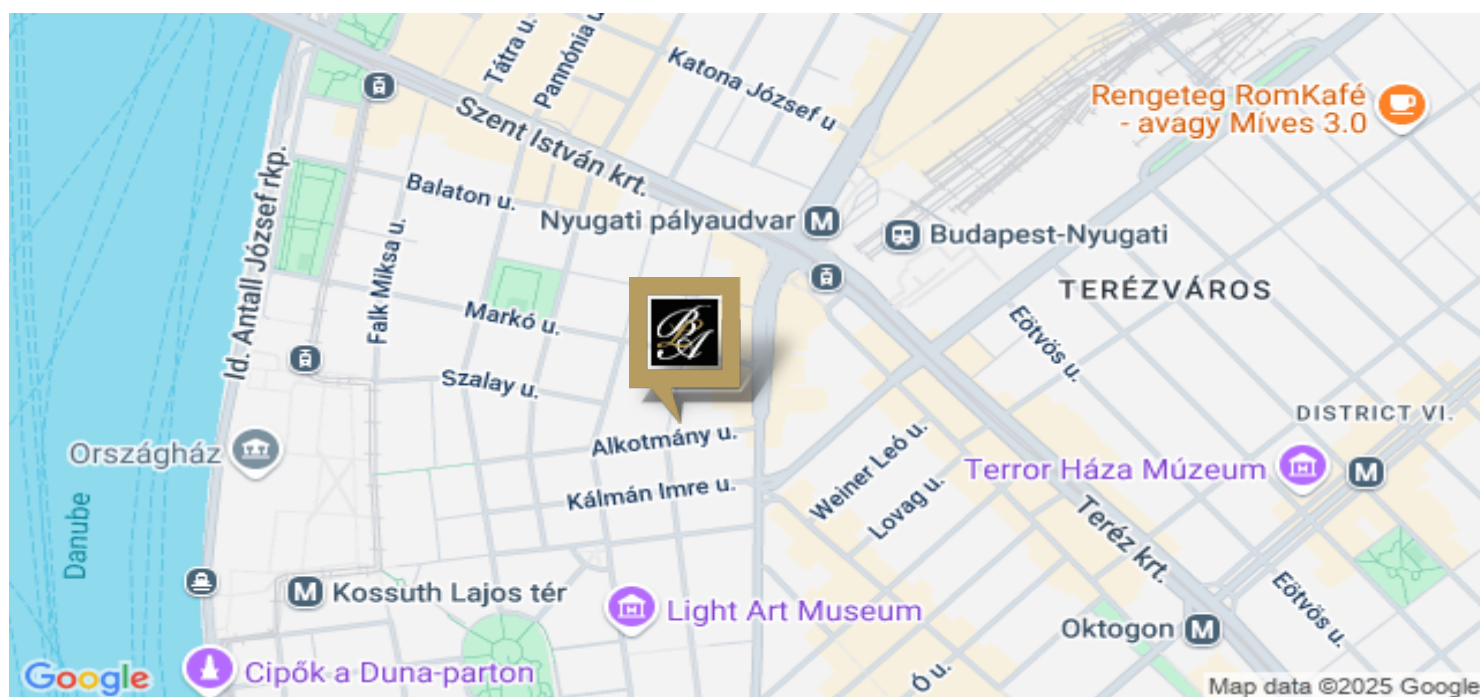 Tátra u.
Pannónia u.
Katona József u
Szent István krt.
Rengeteg RomKafé
- avagy Míves 3.0
Id. Antall József rkp.
Balaton u.
Falk Miksa u.
Nyugati pályaudvar M
Budapest-Nyugati
TERÉZVÁROS
Markó u.
BLA
Eötvös u.
Szalay u.
DISTRICT VI.
Országház
Alkotmány u.
Weiner Leó u.
Terror Háza Múzeum
M
Kálmán Imre u.
Lovag u.
Teréz krt.
Danube
M Kossuth Lajos tér
Light Art Museum
Eötvös u.
Oktogon M
Ó u.
Google
Cipők a Duna-parton
Map data ©2025 Google